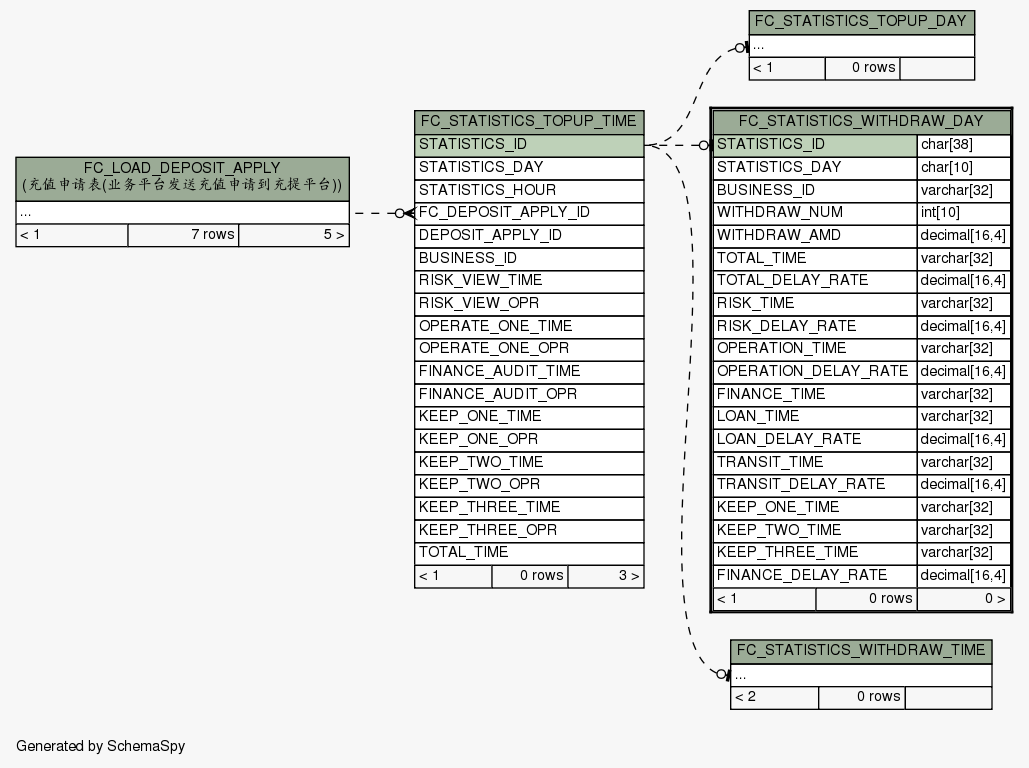 FC_STATISTICS_TOPUP_DAY
...
< 1 0 rows
FC_LOAD_DEPOSIT_APPLY
(充值申请表(业务平台发送充值申请到充提平台))
...
< 1 7 rows 5 >
FC_STATISTICS_TOPUP_TIME
STATISTICS_ID
STATISTICS_DAY
STATISTICS_HOUR
FC_DEPOSIT_APPLY_ID
DEPOSIT_APPLY_ID
BUSINESS_ID
RISK_VIEW_TIME
RISK_VIEW_OPR
OPERATE_ONE_TIME
OPERATE_ONE_OPR
FINANCE_AUDIT_TIME
FINANCE_AUDIT_OPR
KEEP_ONE_TIME
KEEP_ONE_OPR
KEEP_TWO_TIME
KEEP_TWO_OPR
KEEP_THREE_TIME
KEEP_THREE_OPR
TOTAL_TIME
< 1 0 rows 3 >
FC_STATISTICS_WITHDRAW_DAY
STATISTICS_ID char[38]
STATISTICS_DAY char[10]
BUSINESS_ID varchar[32]
WITHDRAW_NUM int[10]
WITHDRAW_AMD decimal[16,4]
TOTAL_TIME varchar[32]
TOTAL_DELAY_RATE decimal[16,4]
RISK_TIME varchar[32]
RISK_DELAY_RATE decimal[16,4]
OPERATION_TIME varchar[32]
OPERATION_DELAY_RATE decimal[16,4]
FINANCE_TIME varchar[32]
LOAN_TIME varchar[32]
LOAN_DELAY_RATE decimal[16,4]
TRANSIT_TIME varchar[32]
TRANSIT_DELAY_RATE decimal[16,4]
KEEP_ONE_TIME varchar[32]
KEEP_TWO_TIME varchar[32]
KEEP_THREE_TIME varchar[32]
FINANCE_DELAY_RATE decimal[16,4]
< 1 0 rows 0 >
FC_STATISTICS_WITHDRAW_TIME
...
< 2 0 rows
Generated by SchemaSpy